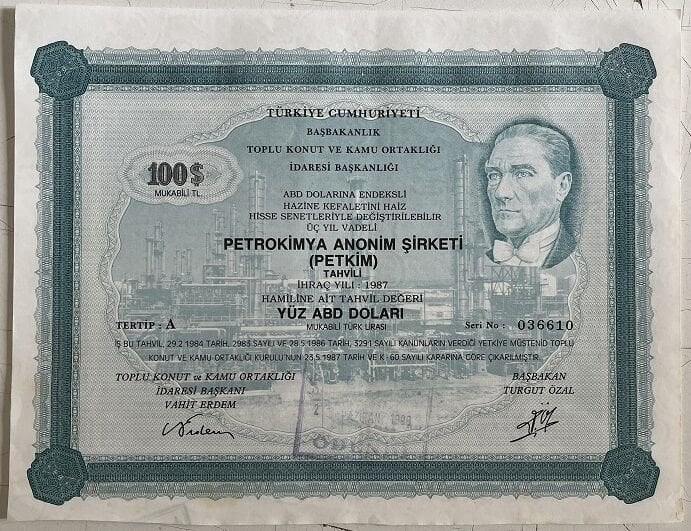 TÜRKİYE CUMHURİYETİ
BAŞBAKANLIK
TOPLU KONUT VE KAMU ORTAKLIĞI
İDARESİ BAŞKANLIĞI
100$
MUKABİLİ TL.
ABD DOLARINA ENDEKSLİ
HAZİNE KEFALETİNİ HAİZ
HİSSE SENETLERİYLE DEĞİŞTİRİLEBİLİR
ÜÇ YIL VADELİ
PETROKİMYA ANONİM ŞİRKETİ
(PETKİM)
TAHVİLİ
İHRAÇ YILI : 1987
HAMİLİNE AİT TAHVİL DEĞERİ
YÜZ ABD DOLARI
MUKABİLİ TÜRK LİRASI
TERTİP : A
Seri No : 036610
İŞ BU TAHVİL, 29.2 1984 TARİH, 2983 SAYILI VE 28.5 1986 TARİH, 3291 SAYILI KANUNLARIN VERDİĞİ YETKİYE MÜSTENİD TOPLU
KONUT VE KAMU-ORTAKLIĞI KURULU'NUN 23.5 1987 TARİH VE K - 60 SAYILI KARARINA GÖRE ÇIKARILMIŞTIR.
TOPLU KONUT ve KAMU ORTAKLIĞI
İDARESİ BAŞKANI
VAHİT ERDEM
BAŞBAKAN
TURGUT ÖZAL